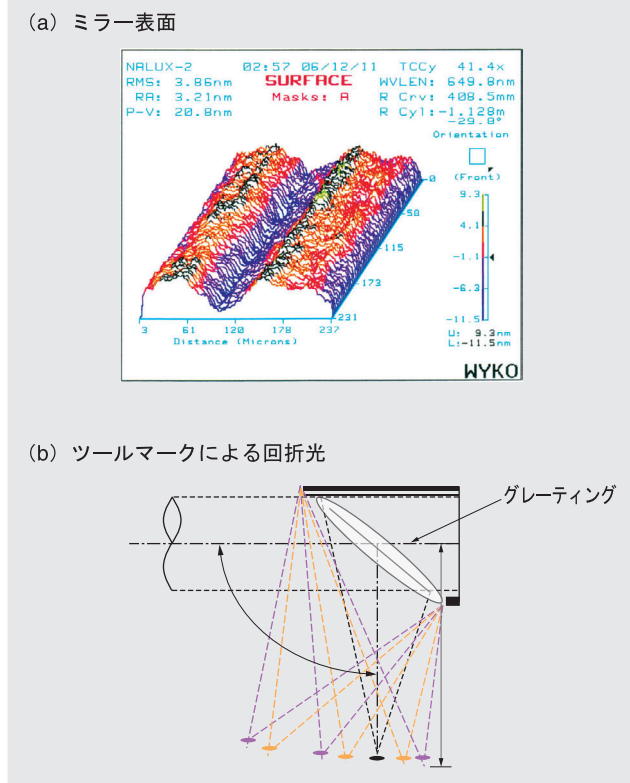 (a) ミラー表面
NALUX-2 02:57 06/12/11 TCCy 41.4x
RMS: 3.86nm SURFACE WVLEN: 649.8nm
RA: 3.21nm Masks: A R Crv: 408.5mm
P-V: 20.8nm R Cyl:-1.128m
-29.8°
Orientation
(Front)
0
50
115
173
231
3 61 120 178 237
Distance (Microns)
9.3
4.1
-1.1
-6.3
-11.5
U: 9.3nm
L:-11.5nm
WYKO
(b) ツールマークによる回折光
グレーティング